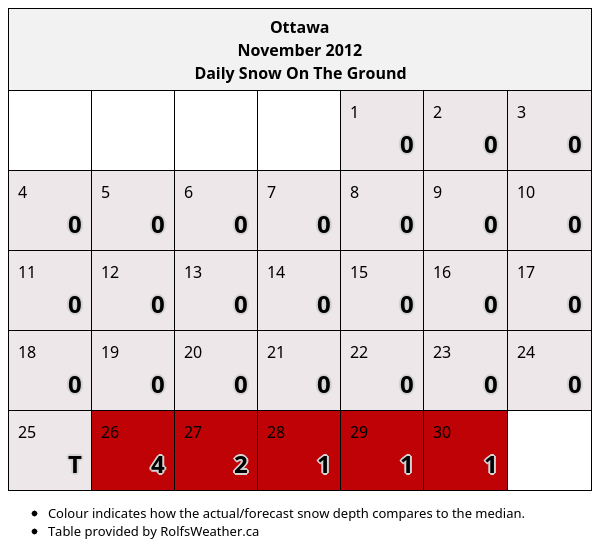 Ottawa
November 2012
Daily Snow On The Ground
1 2 3
0 0 0
4 5 6 7 8 9 10
0 0 0 0 0 0 0
11 12 13 14 15 16 17
0 0 0 0 0 0 0
18 19 20 21 22 23 24
0 0 0 0 0 0 0
25 26 27 28 29 30
T 4 2 1 1 1
• Colour indicates how the actual/forecast snow depth compares to the median.
• Table provided by RolfsWeather.ca